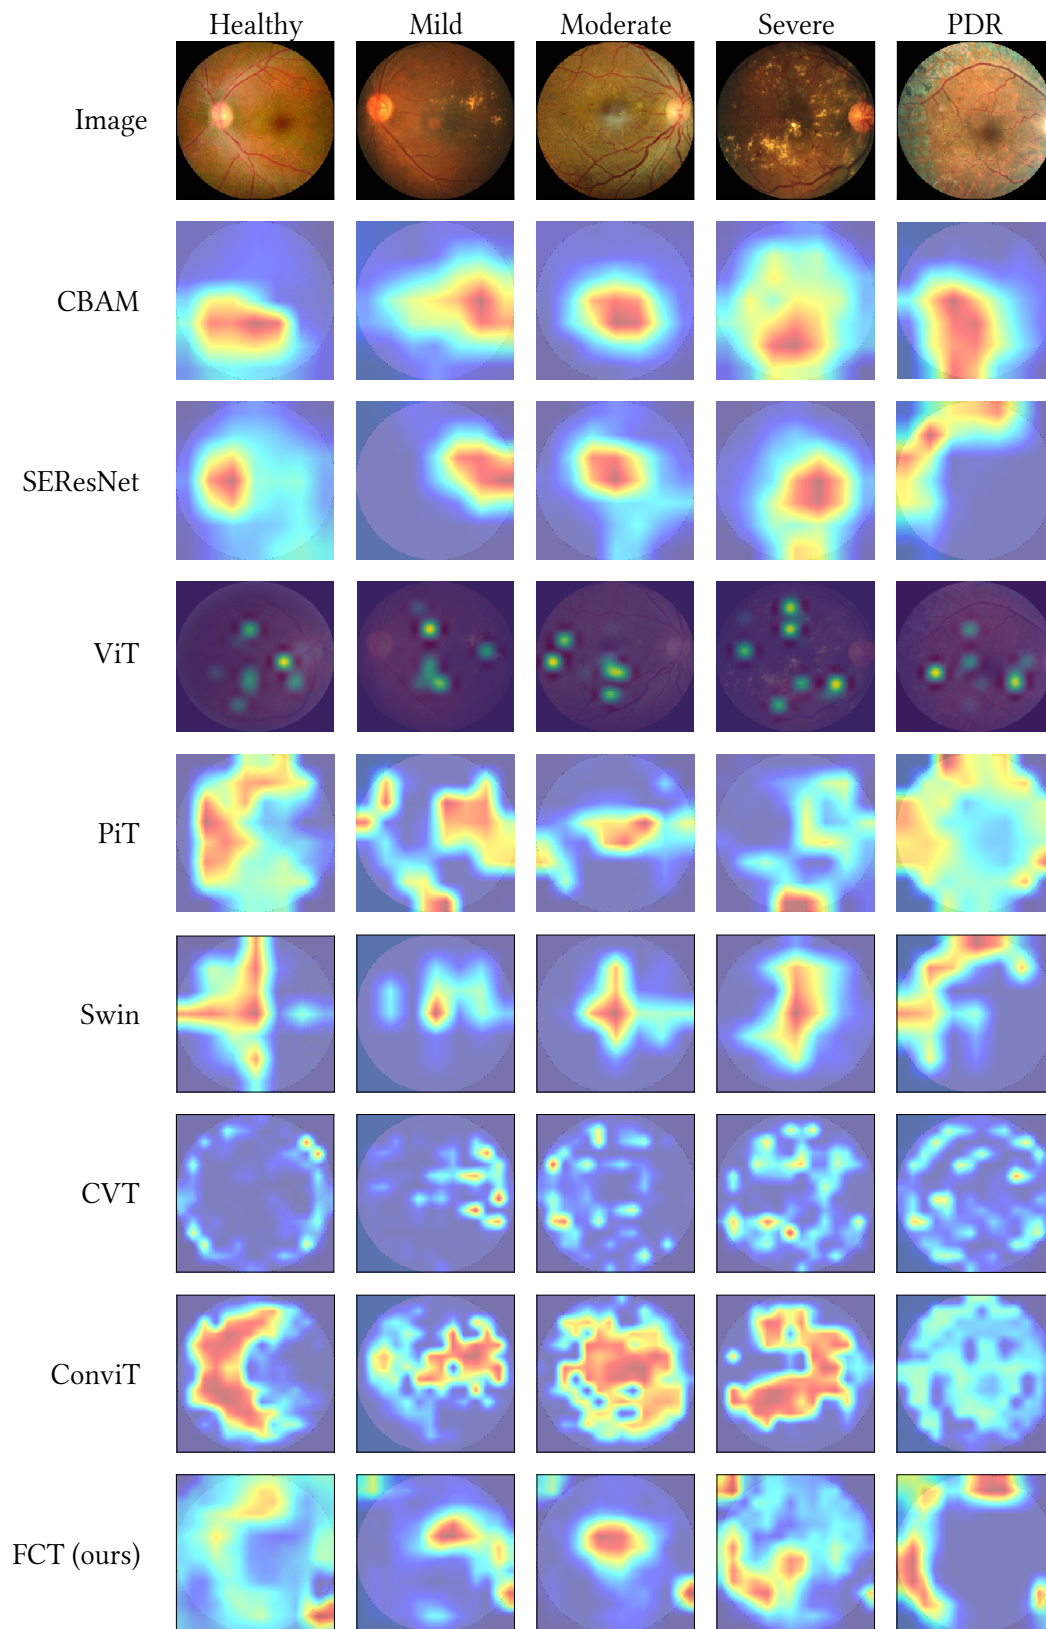 Healthy Mild Moderate Severe PDR
Image
CBAM
SEResNet
ViT
PiT
Swin
CVT
ConviT
FCT (ours)